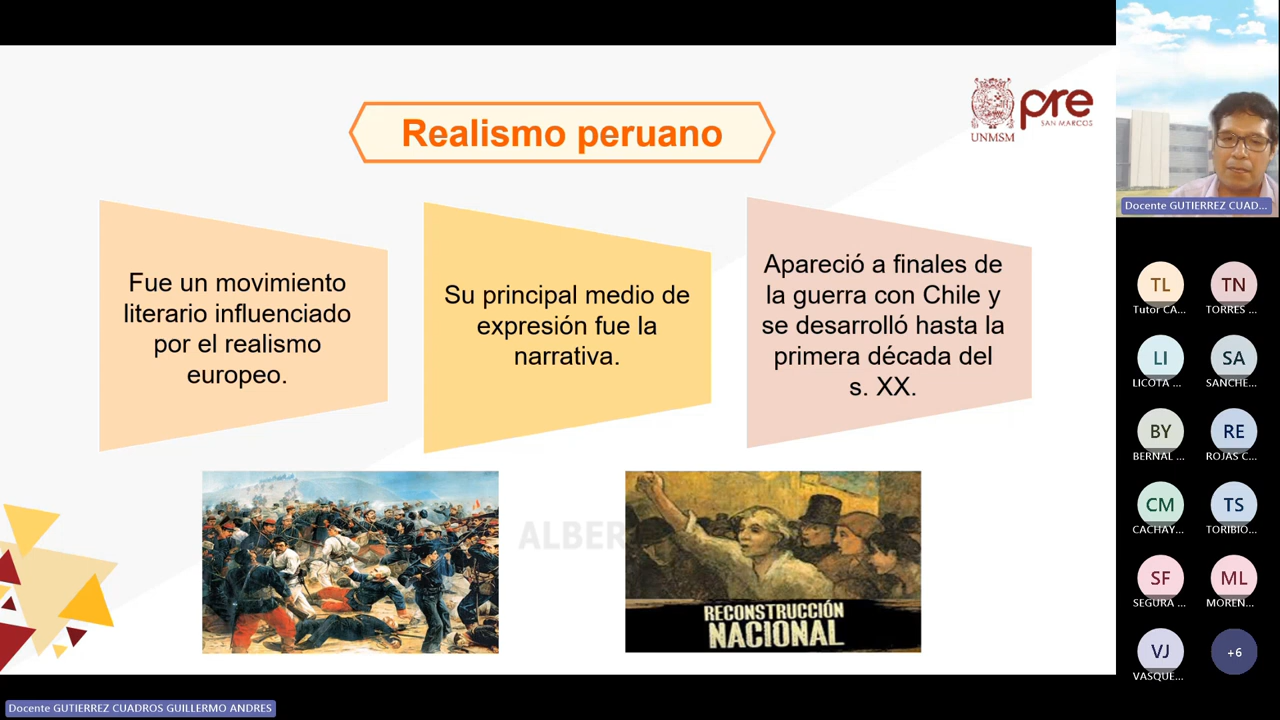 Realismo peruano
UNMSM
pre
SAN MARCOS
Fue un movimiento
literario influenciado
por el realismo
europeo.
Su principal medio de
expresión fue la
narrativa.
Apareció a finales de
la guerra con Chile y
se desarrolló hasta la
primera década del
s. XX.
ALBER
RECONSTRUCCIÓN
NACIONAL
Docente GUTIERREZ CUAD...
TL
TN
Tutor CA...
TORRES ...
LI
SA
LICOTA ...
SANCHE...
BY
RE
BERNAL ...
ROJAS C...
CM
TS
CACHAY...
TORIBIO...
SF
ML
SEGURA ...
MOREN...
VJ
+6
VASQUE...
Docente GUTIERREZ CUADROS GUILLERMO ANDRES